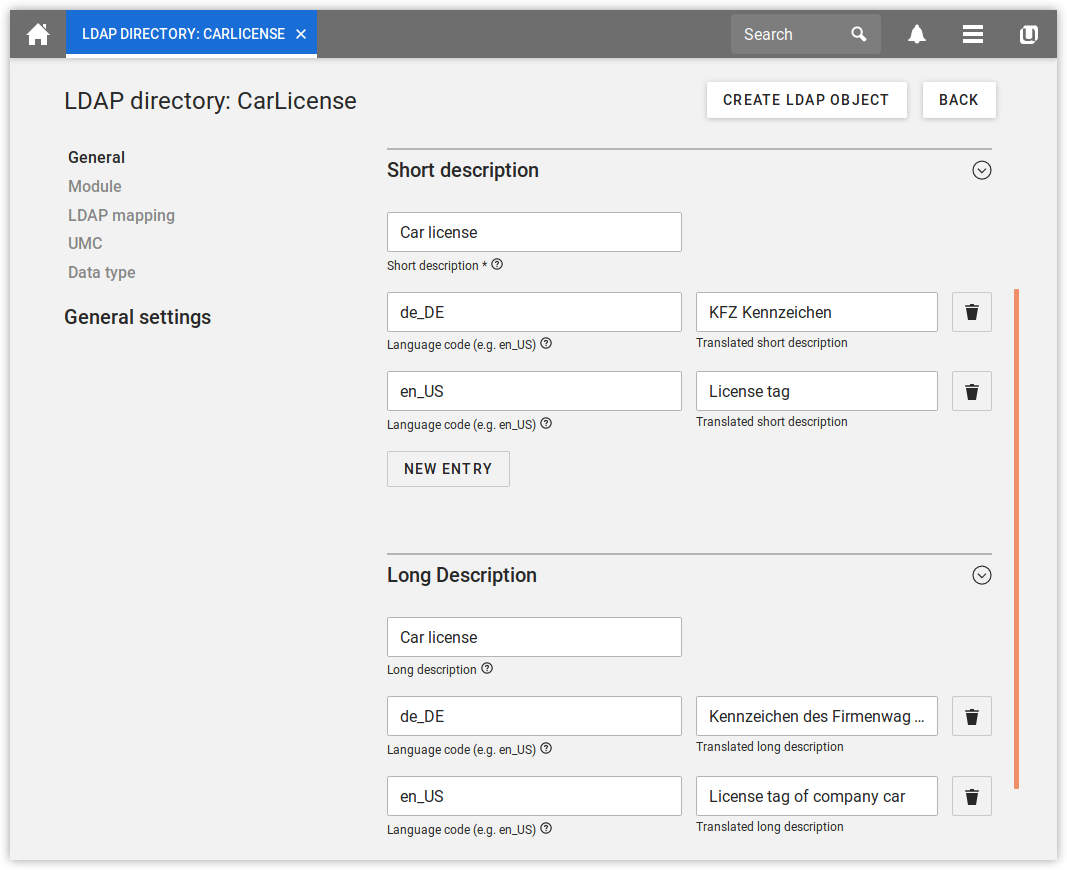 LDAP DIRECTORY: CARLICENSE ×
Search
LDAP directory: CarLicense
CREATE LDAP OBJECT
BACK
General
Module
LDAP mapping
UMC
Data type
General settings
Short description
Car license
Short description *
de_DE
KFZ Kennzeichen
Language code (e.g. en_US)
Translated short description
en_US
License tag
Language code (e.g. en_US)
Translated short description
NEW ENTRY
Long Description
Car license
Long description
de_DE
Kennzeichen des Firmenwag ...
Language code (e.g. en_US)
Translated long description
en_US
License tag of company car
Language code (e.g. en_US)
Translated long description